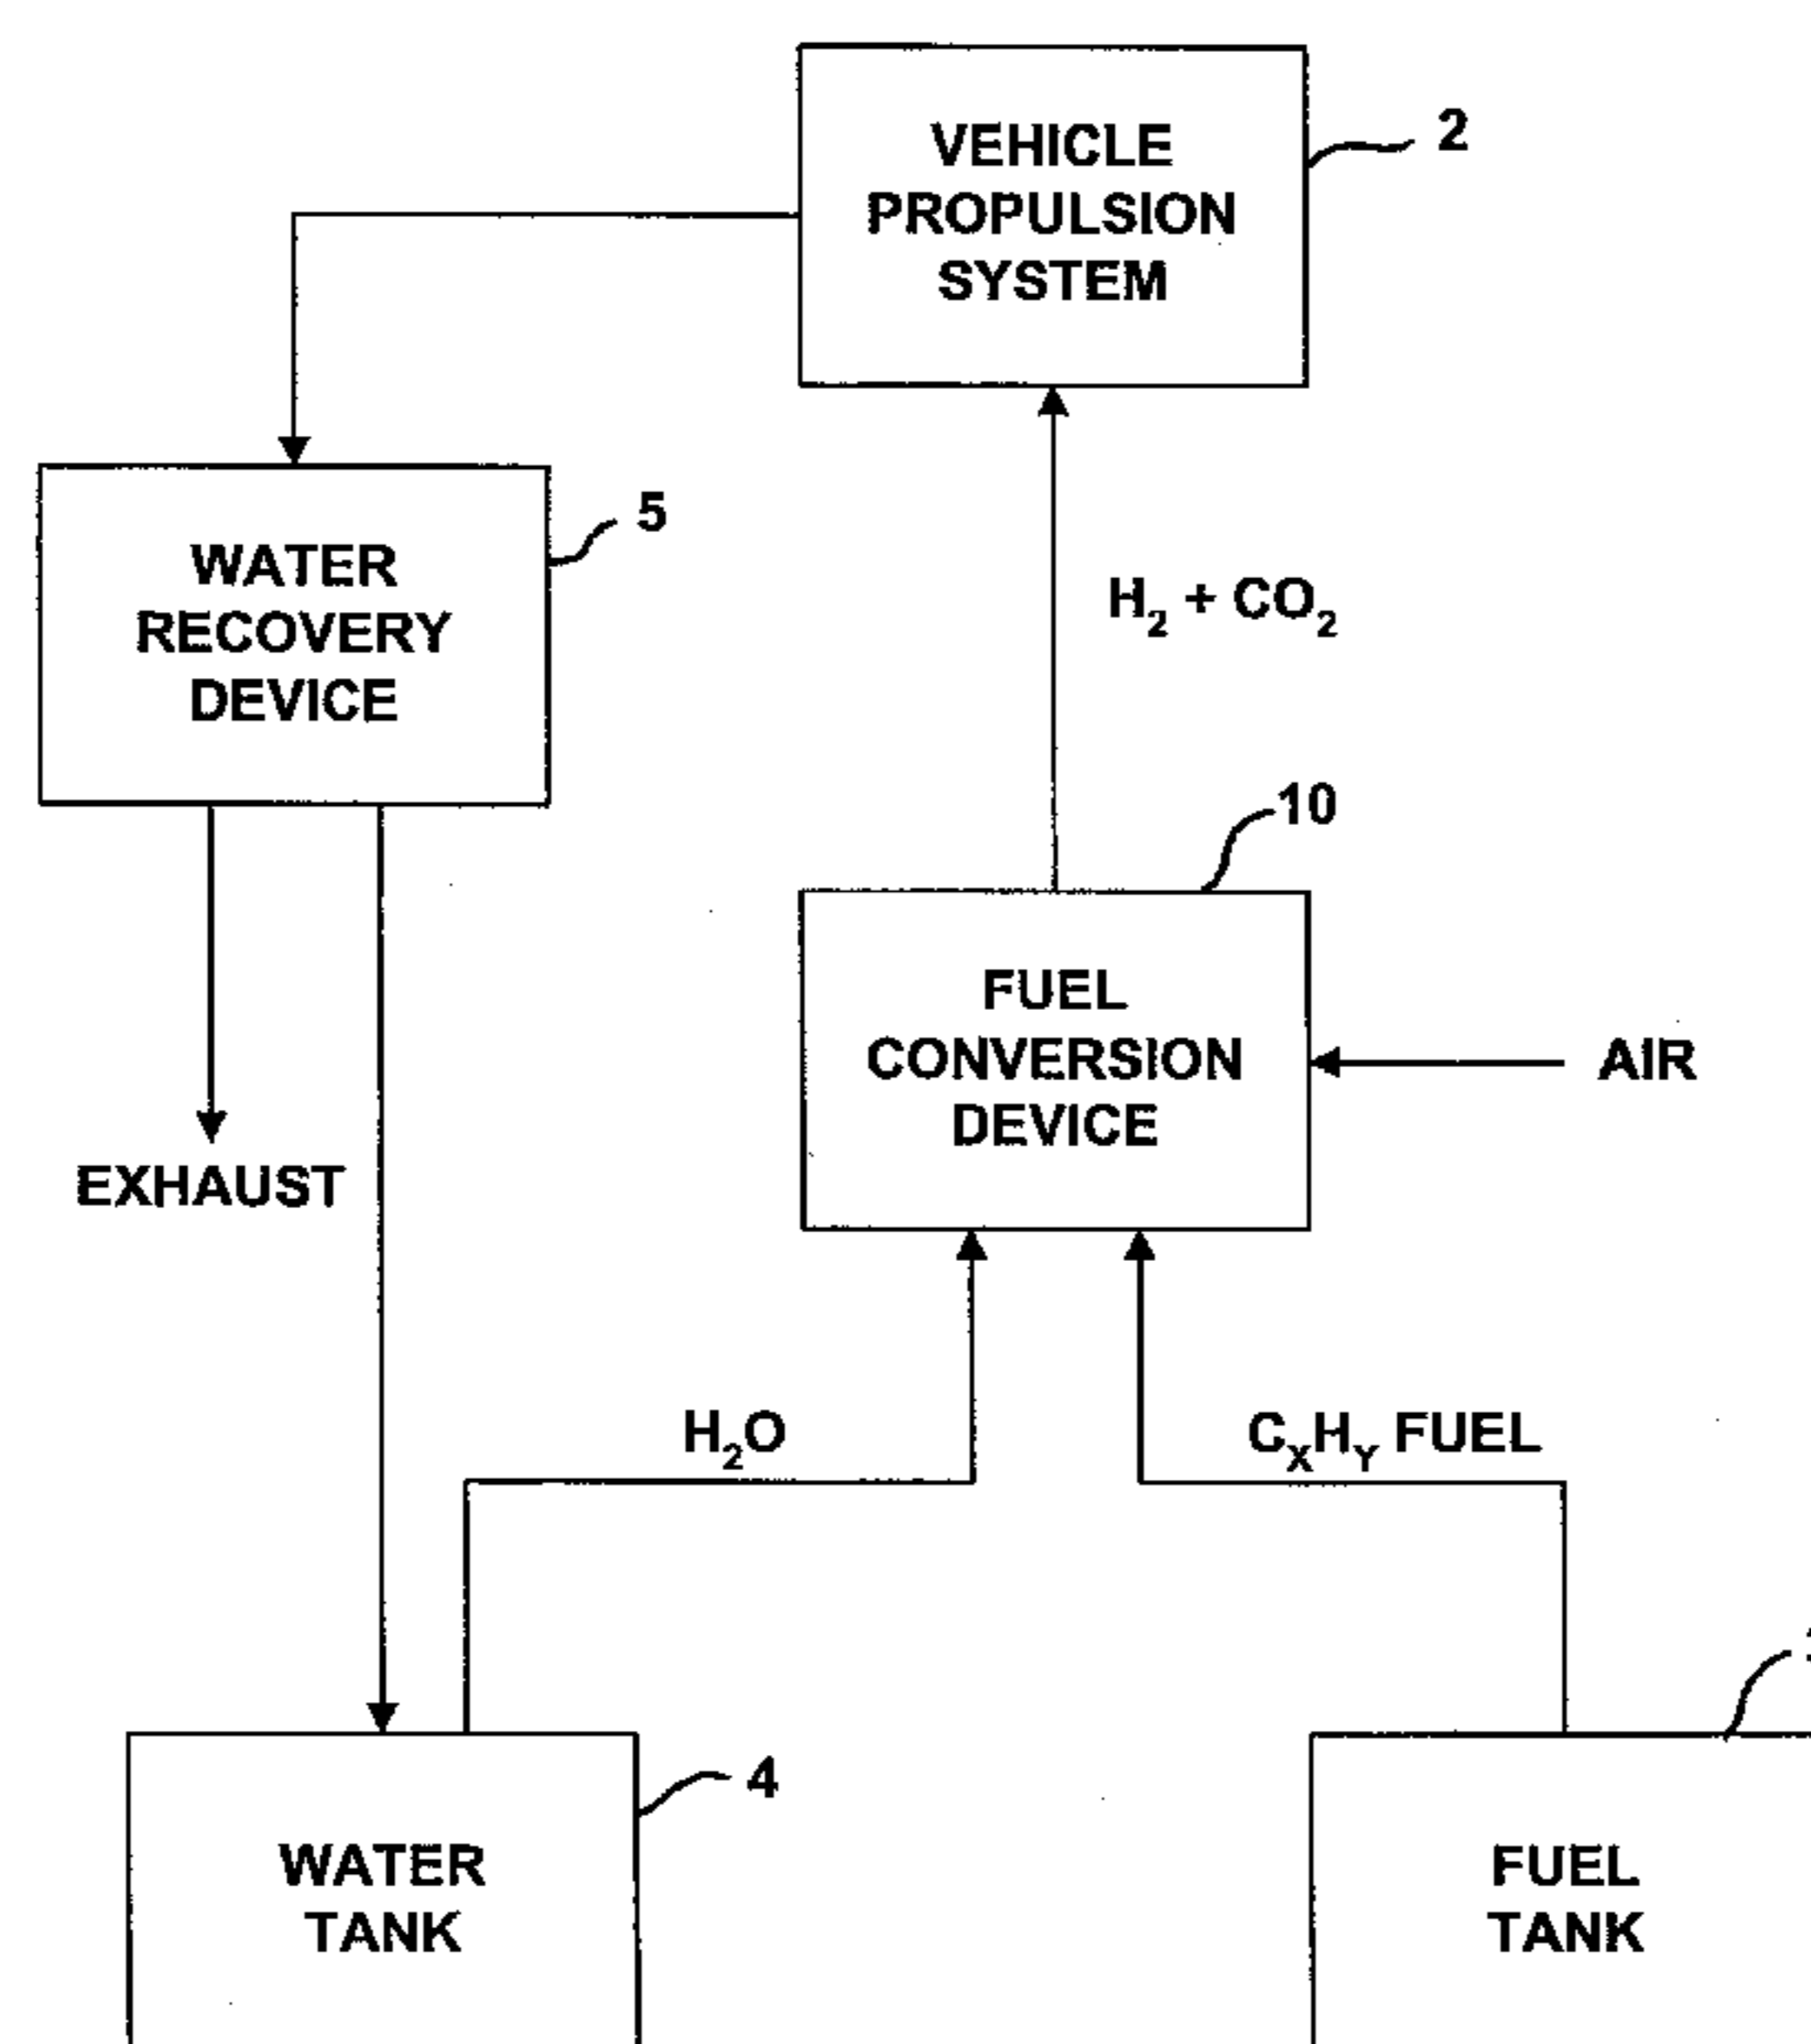 VEHICLE
PROPULSION
SYSTEM
2
WATER
RECOVERY
DEVICE
5
H₂ + CO₂
10
FUEL
CONVERSION
DEVICE
AIR
EXHAUST
H₂O
CₓHᵧ FUEL
4
WATER
TANK
FUEL
TANK